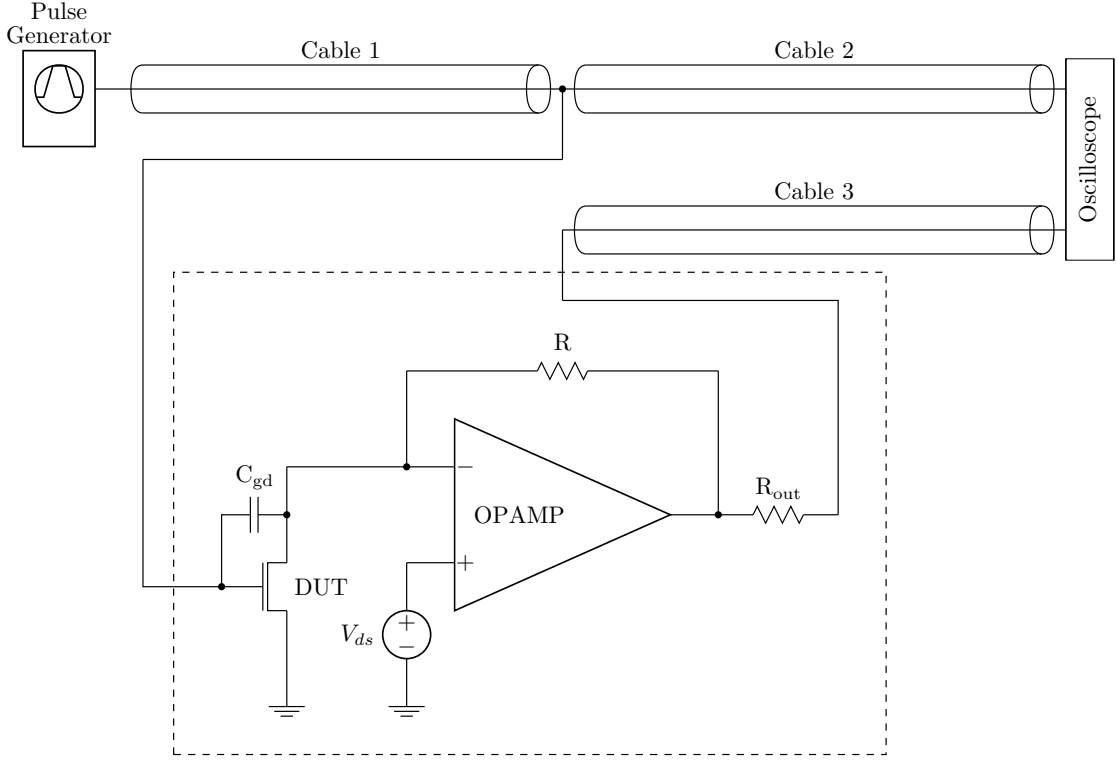 Pulse
Generator
Cable 1
Cable 2
Oscilloscope
Cable 3
R
C_gd
OPAMP
R_out
DUT
V_ds